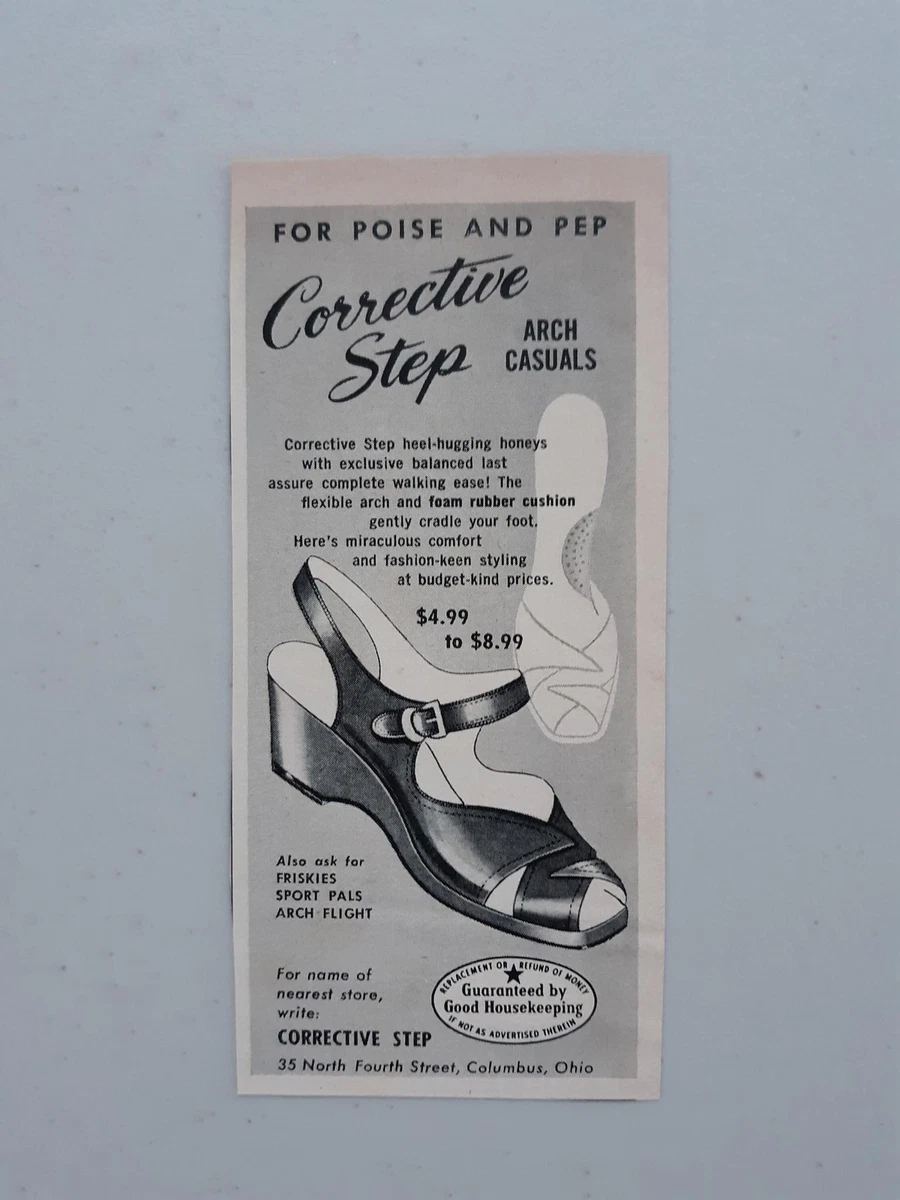 FOR POISE AND PEP
Corrective
Step
ARCH
CASUALS
Corrective Step heel-hugging honeys
with exclusive balanced last
assure complete walking ease! The
flexible arch and foam rubber cushion
gently cradle your foot.
Here's miraculous comfort
and fashion-keen styling
at budget-kind prices.
$4.99
to $8.99
Also ask for
FRISKIES
SPORT PALS
ARCH FLIGHT
For name of
nearest store,
write:
CORRECTIVE STEP
35 North Fourth Street, Columbus, Ohio
REPLACEMENT OR REFUND OF MONEY
Guaranteed by
Good Housekeeping
IF NOT AS ADVERTISED THEREIN